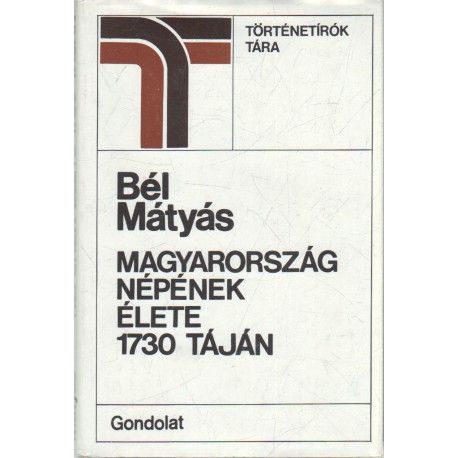 TÖRTÉNETÍRÓK
TÁRA
Bél
Mátyás
MAGYARORSZÁG
NÉPÉNEK
ÉLETE
1730 TÁJÁN
Gondolat